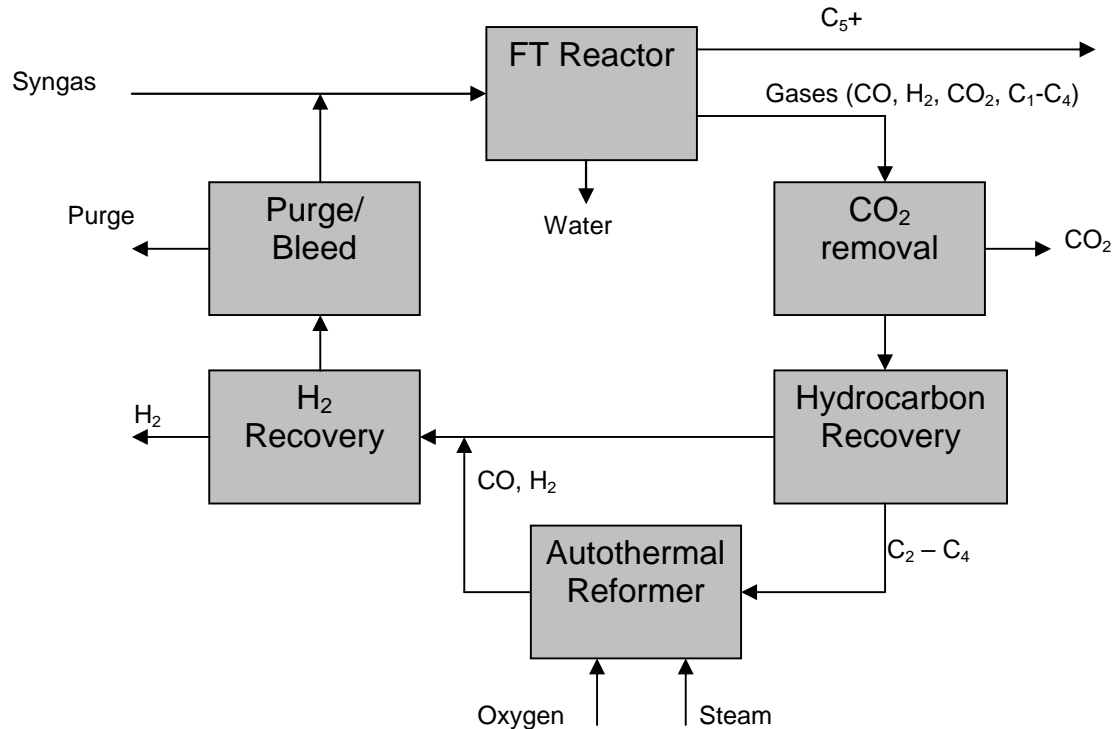 C₅+
FT Reactor
Syngas
Gases (CO, H₂, CO₂, C₁-C₄)
Purge/
Bleed
Purge
Water
CO₂
removal
CO₂
H₂
Recovery
H₂
Hydrocarbon
Recovery
CO, H₂
C₂ – C₄
Autothermal
Reformer
Oxygen
Steam